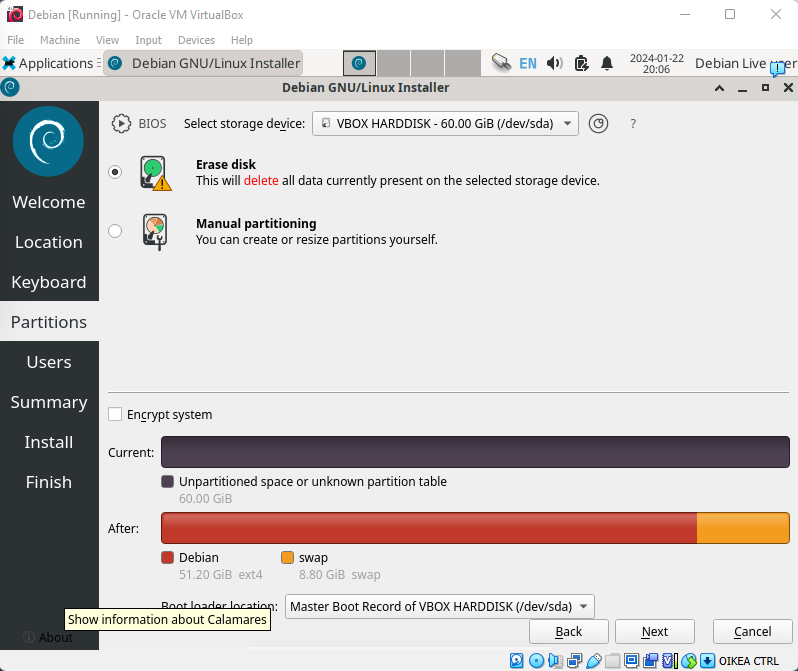 Debian [Running] - Oracle VM VirtualBox
File Machine View Input Devices Help
Applications Debian GNU/Linux Installer EN 2024-01-22 20:06 Debian Live
Debian GNU/Linux Installer
BIOS Select storage device: VBOX HARDDISK - 60.00 GiB (/dev/sda) ?
Erase disk
This will delete all data currently present on the selected storage device.
Manual partitioning
You can create or resize partitions yourself.
Welcome
Location
Keyboard
Partitions
Users
Summary
Install
Finish
Encrypt system
Current:
Unpartitioned space or unknown partition table
60.00 GiB
After:
Debian
51.20 GiB ext4
swap
8.80 GiB swap
Boot loader location: Master Boot Record of VBOX HARDDISK (/dev/sda)
Show information about Calamares
About
Back Next Cancel
OIKEA CTRL